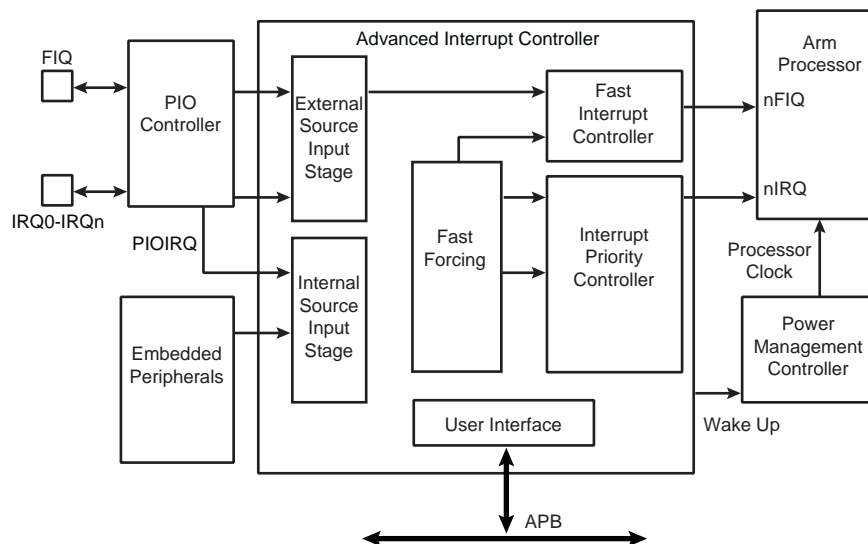 Advanced Interrupt Controller
FIQ
PIO
Controller
IRQ0-IRQn
PIOIRQ
Embedded
Peripherals
External
Source
Input
Stage
Internal
Source
Input
Stage
Fast
Forcing
Fast
Interrupt
Controller
Interrupt
Priority
Controller
User Interface
APB
Arm
Processor
nFIQ
nIRQ
Processor
Clock
Power
Management
Controller
Wake Up